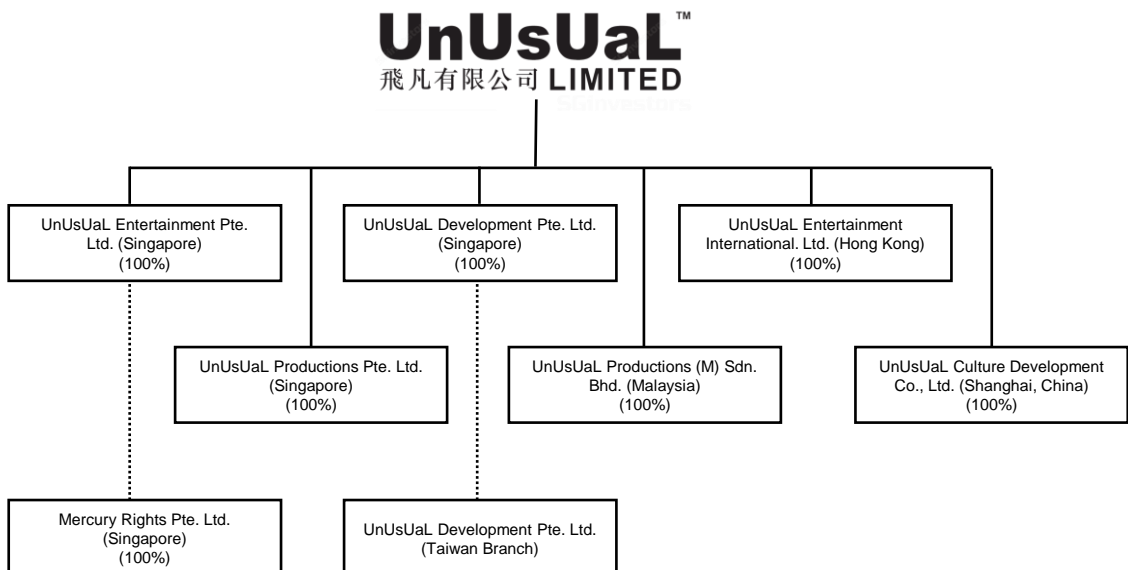 UnUsUaL™
飛凡有限公司 LIMITED
SGinvestors
UnUsUaL Entertainment Pte.
Ltd. (Singapore)
(100%)
UnUsUaL Development Pte. Ltd.
(Singapore)
(100%)
UnUsUaL Entertainment
International. Ltd. (Hong Kong)
(100%)
UnUsUaL Productions Pte. Ltd.
(Singapore)
(100%)
UnUsUaL Productions (M) Sdn.
Bhd. (Malaysia)
(100%)
UnUsUaL Culture Development
Co., Ltd. (Shanghai, China)
(100%)
Mercury Rights Pte. Ltd.
(Singapore)
(100%)
UnUsUaL Development Pte. Ltd.
(Taiwan Branch)